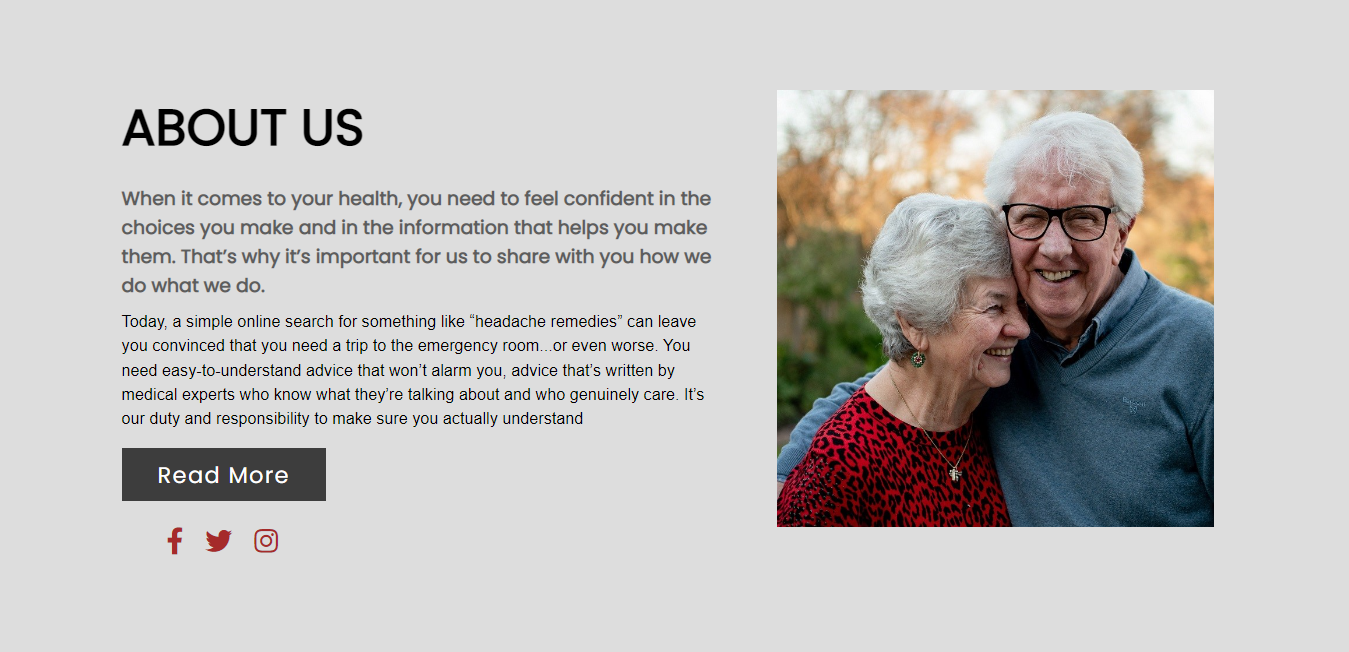 ABOUT US
When it comes to your health, you need to feel confident in the
choices you make and in the information that helps you make
them. That’s why it’s important for us to share with you how we
do what we do.
Today, a simple online search for something like “headache remedies” can leave
you convinced that you need a trip to the emergency room...or even worse. You
need easy-to-understand advice that won’t alarm you, advice that’s written by
medical experts who know what they’re talking about and who genuinely care. It’s
our duty and responsibility to make sure you actually understand
Read More